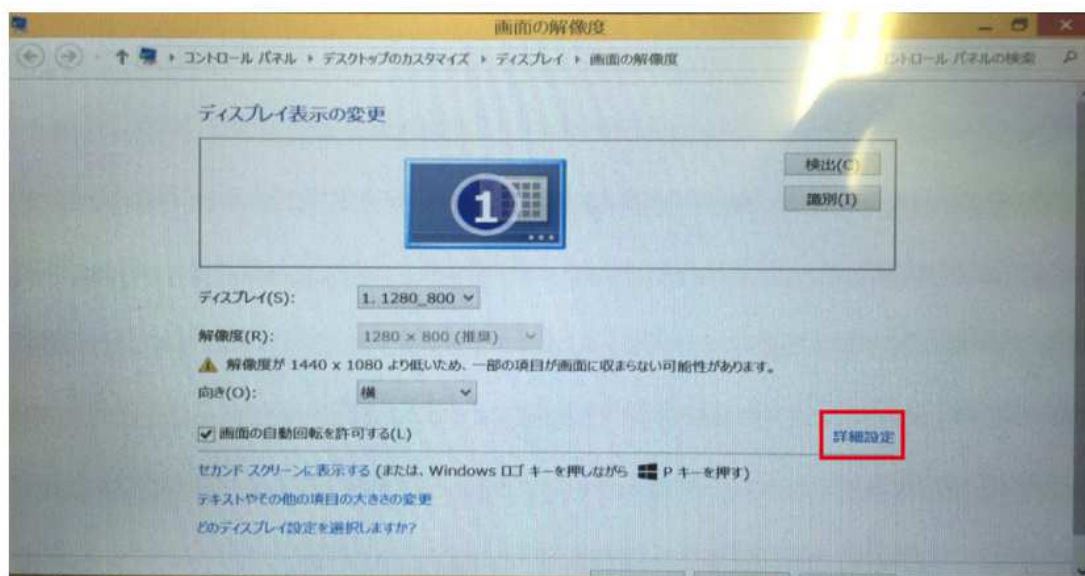 画面の解像度
コントロール パネル ▸ デスクトップのカスタマイズ ▸ ディスプレイ ▸ 画面の解像度
コントロール パネルの検索
ディスプレイ表示の変更
1
検出(C)
識別(I)
ディスプレイ(S): 1. 1280_800
解像度(R): 1280 × 800 (推奨)
解像度が 1440 x 1080 より低いため、一部の項目が画面に収まらない可能性があります。
向き(O): 横
画面の自動回転を許可する(L)
詳細設定
セカンド スクリーンに表示する (または、Windows ロゴ キーを押しながら P キーを押す)
テキストやその他の項目の大きさの変更
どのディスプレイ設定を選択しますか?